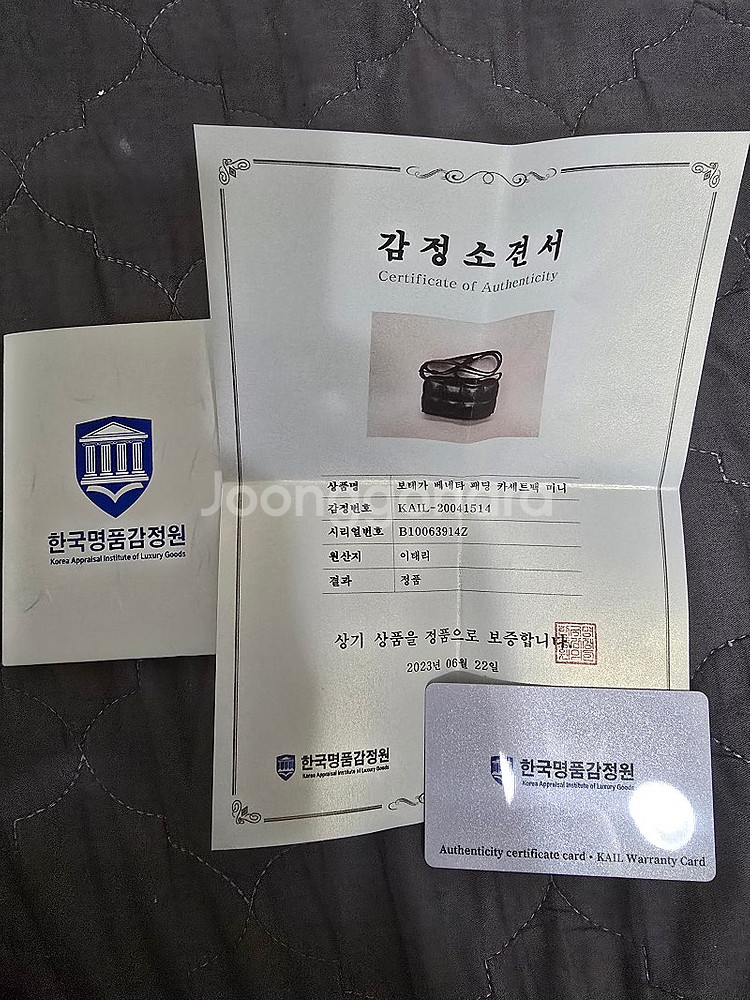 감정소견서
Certificate of Authenticity
상품명 보태가 베네타 패딩 카세트백 미니
감정번호 KAIL-20041514
시리얼번호 B10063914Z
원산지 이태리
결과 정품
상기 상품을 정품으로 보증합니다.
2023년 06월 22일
한국명품감정원
Korea Appraisal Institute of Luxury Goods
한국명품감정원
Korea Appraisal Institute of Luxury Goods
한국명품감정원
Korea Appraisal Institute of Luxury Goods
Authenticity certificate card • KAIL Warranty Card
Joongonara